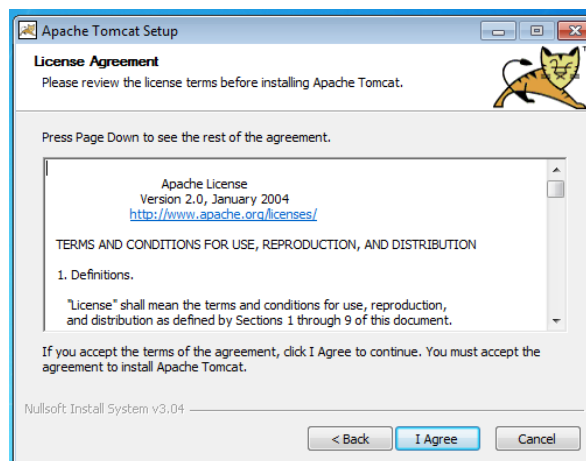 Apache Tomcat Setup
License Agreement
Please review the license terms before installing Apache Tomcat.
Press Page Down to see the rest of the agreement.
Apache License
Version 2.0, January 2004
http://www.apache.org/licenses/
TERMS AND CONDITIONS FOR USE, REPRODUCTION, AND DISTRIBUTION
1. Definitions.
"License" shall mean the terms and conditions for use, reproduction,
and distribution as defined by Sections 1 through 9 of this document.
If you accept the terms of the agreement, click I Agree to continue. You must accept the
agreement to install Apache Tomcat.
Nullsoft Install System v3.04
< Back
I Agree
Cancel